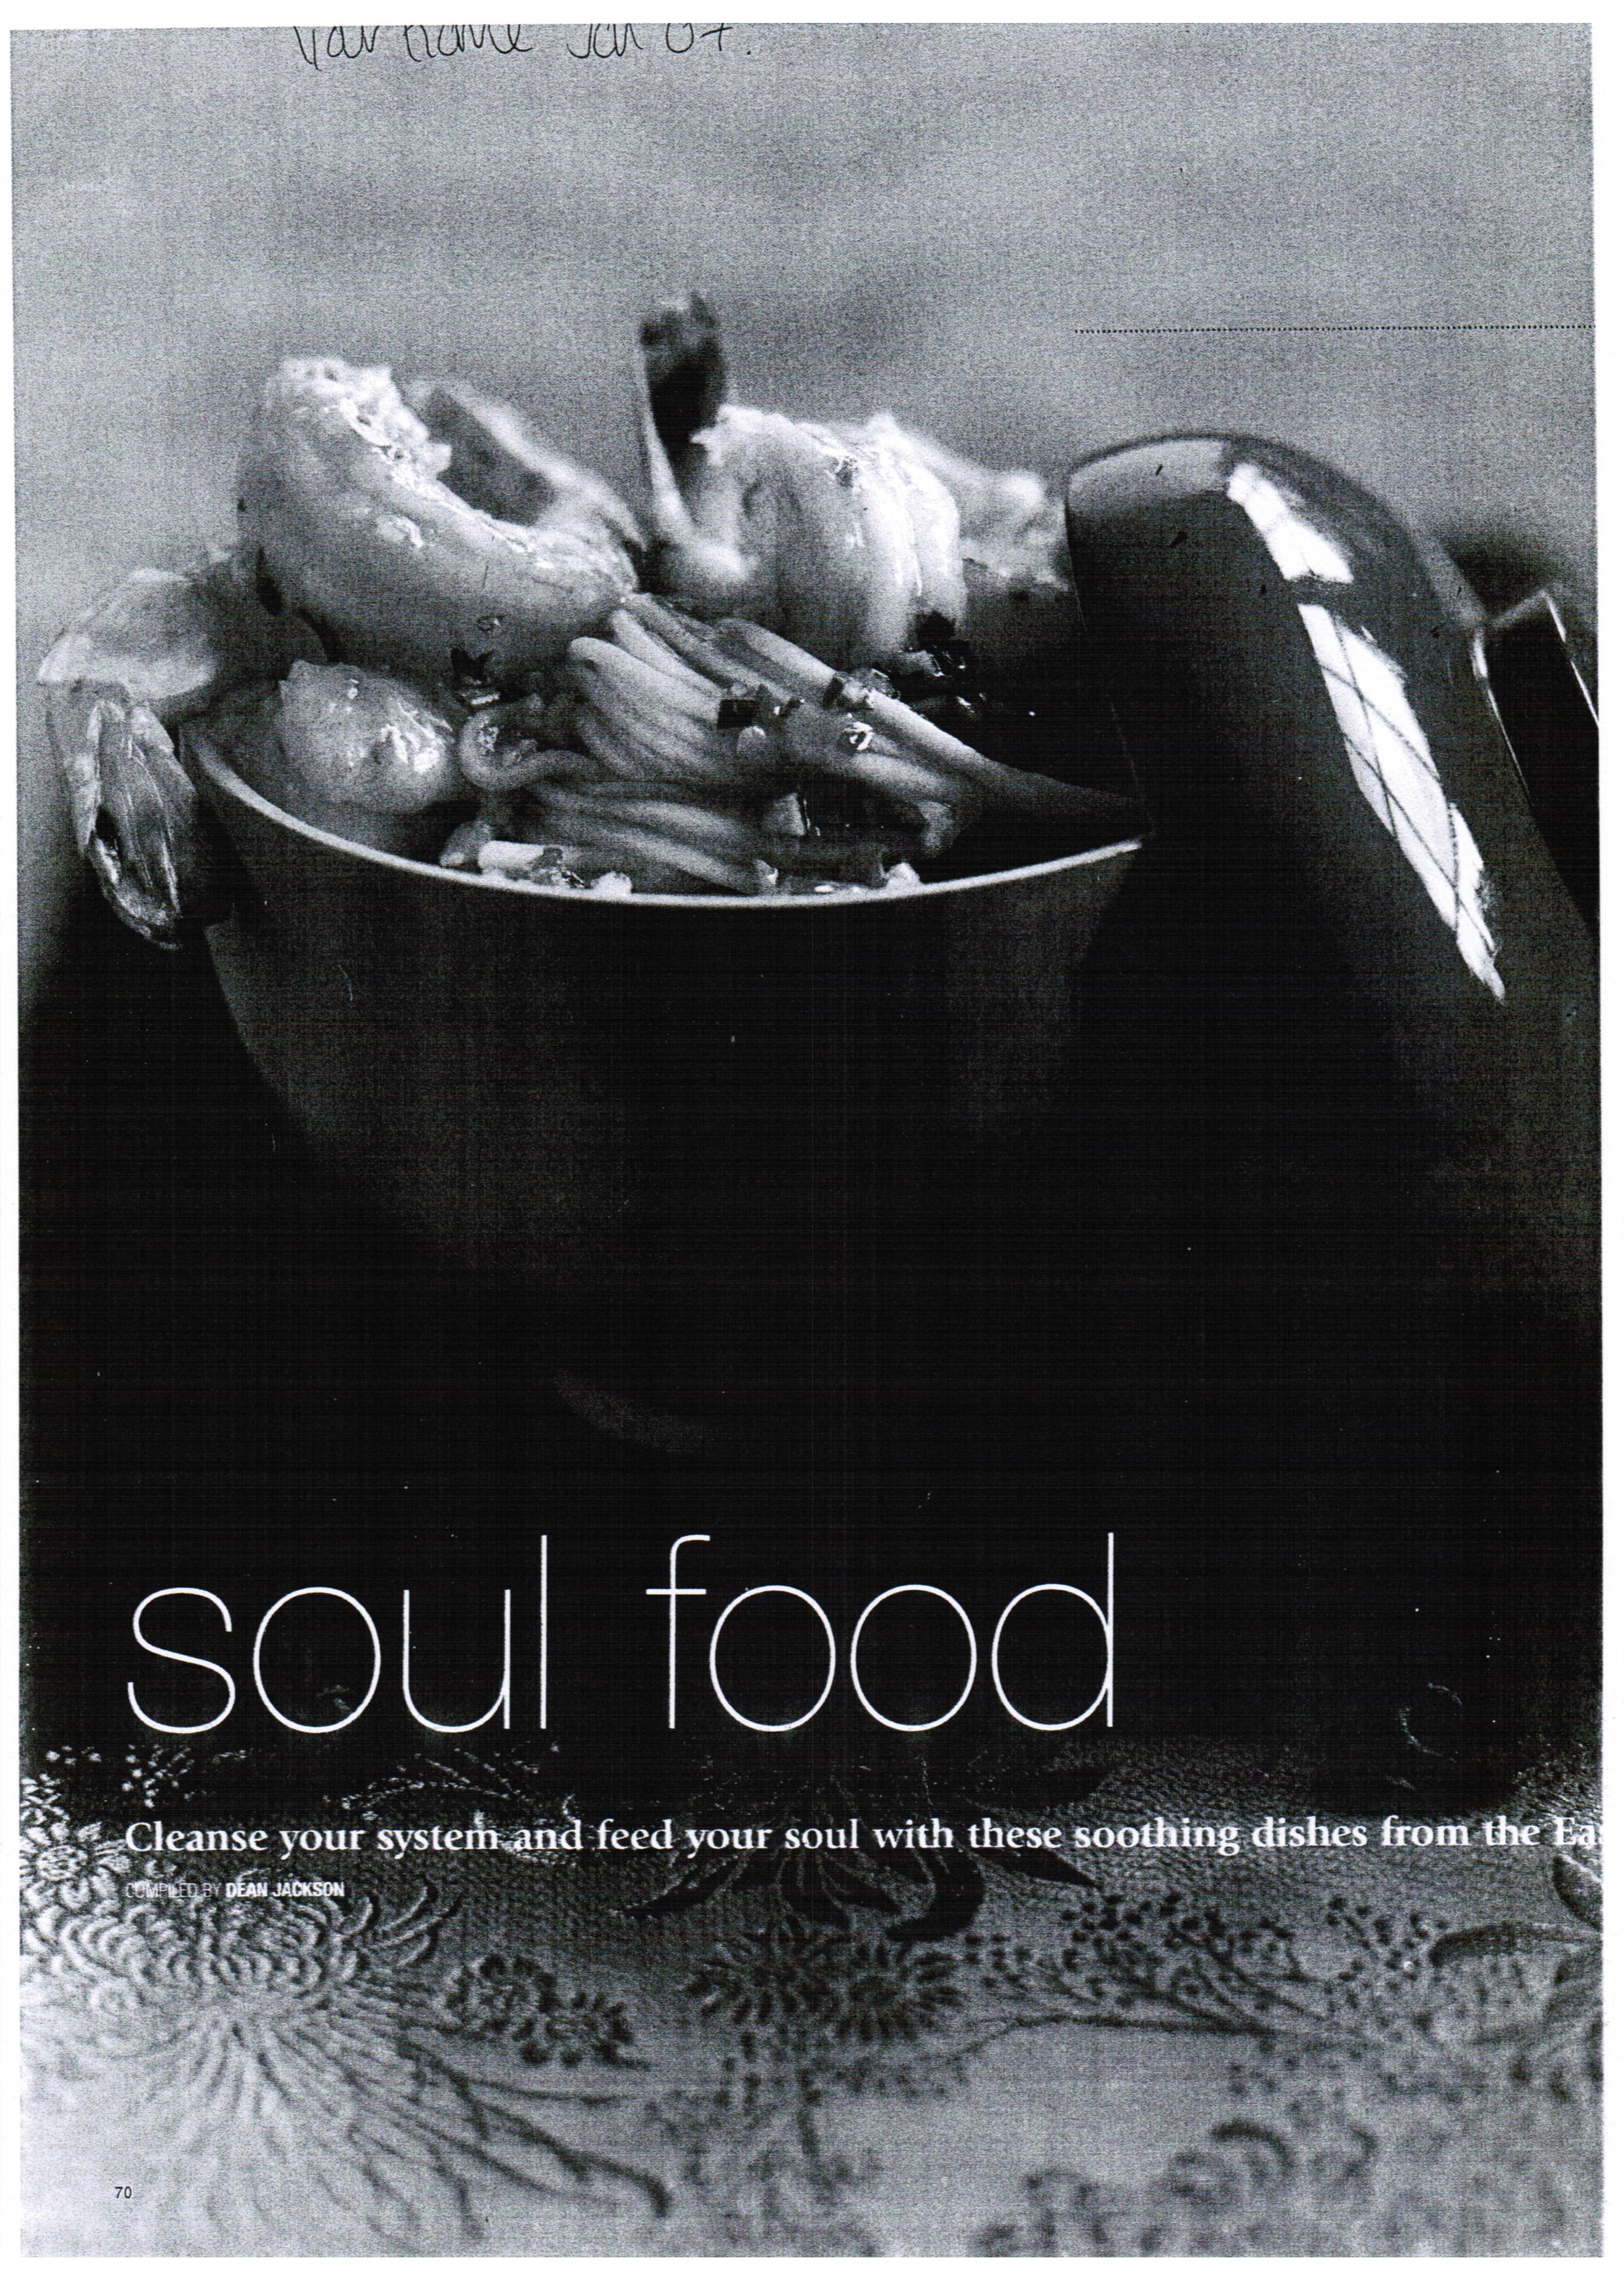 soul food
Cleanse your system and feed your soul with these soothing dishes from the Ea
COMPILED BY DEAN JACKSON
70